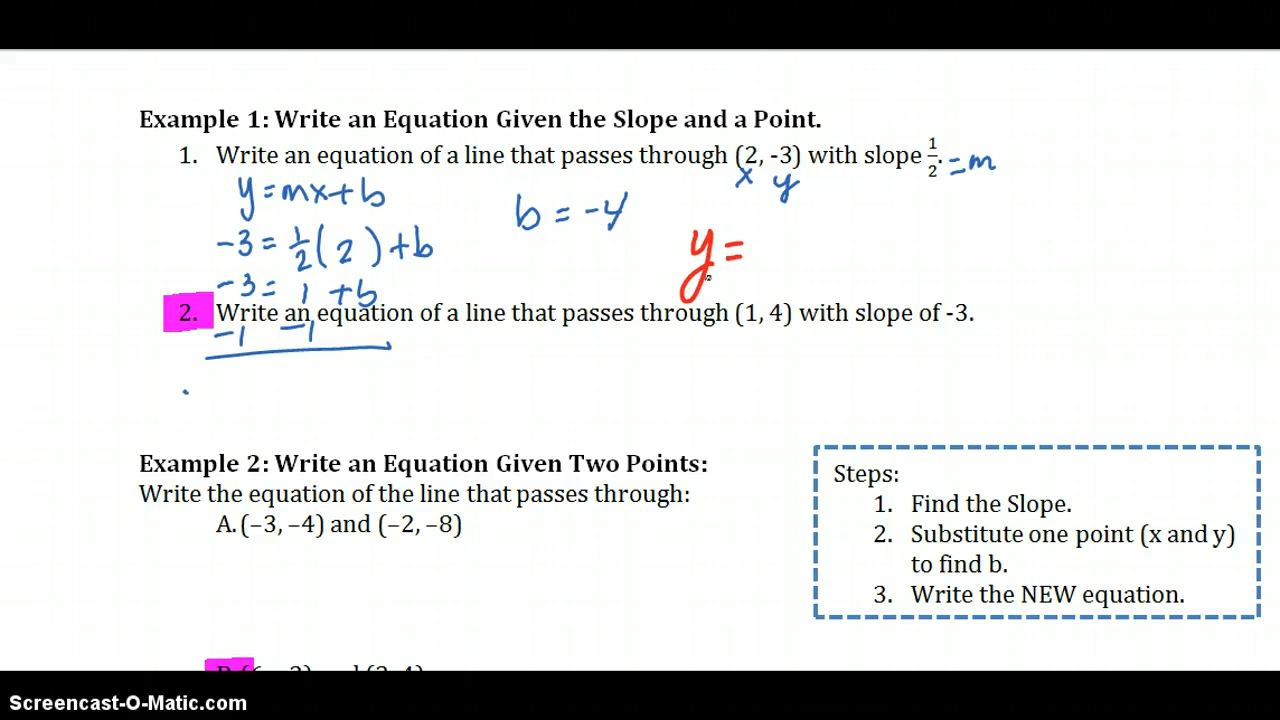 Example 1: Write an Equation Given the Slope and a Point.
1. Write an equation of a line that passes through (2, -3) with slope 1/2. = m
x y
y = mx + b
b = -4
-3 = 1/2 ( 2 ) + b
y =
-3 = 1 + b
2. Write an equation of a line that passes through (1, 4) with slope of -3.
-1 -1
Example 2: Write an Equation Given Two Points:
Write the equation of the line that passes through:
A. (−3, −4) and (−2, −8)
Steps:
1. Find the Slope.
2. Substitute one point (x and y)
to find b.
3. Write the NEW equation.
Screencast-O-Matic.com